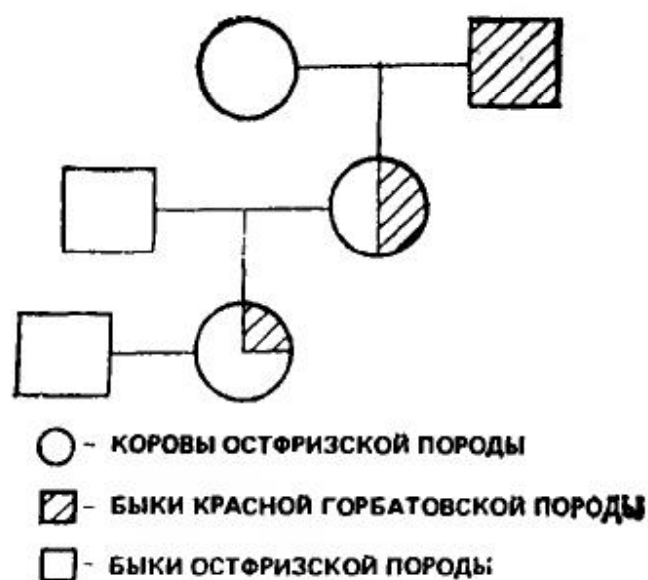 - КОРОВЫ ОСТФРИЗСКОЙ ПОРОДЫ
- БЫКИ КРАСНОЙ ГОРБАТОВСКОЙ ПОРОДЫ
- БЫКИ ОСТФРИЗСКОЙ ПОРОДЫ